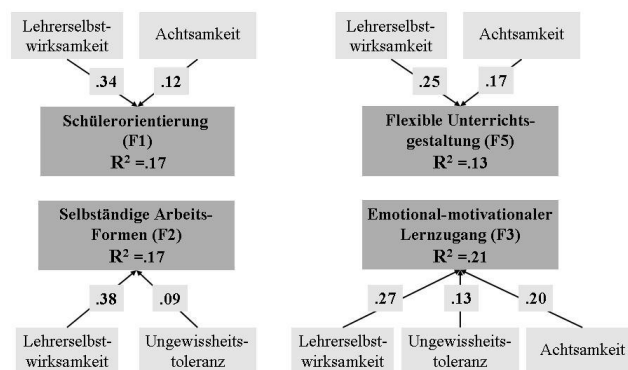 Lehrerselbst-
wirksamkeit
Achtsamkeit
.34
.12
Schülerorientierung
(F1)
R² =.17
Lehrerselbst-
wirksamkeit
Achtsamkeit
.25
.17
Flexible Unterrichts-
gestaltung (F5)
R² =.13
Selbständige Arbeits-
Formen (F2)
R² =.17
.38
.09
Lehrerselbst-
wirksamkeit
Ungewissheits-
toleranz
Emotional-motivationaler
Lernzugang (F3)
R² =.21
.27
.13
.20
Lehrerselbst-
wirksamkeit
Ungewissheits-
toleranz
Achtsamkeit